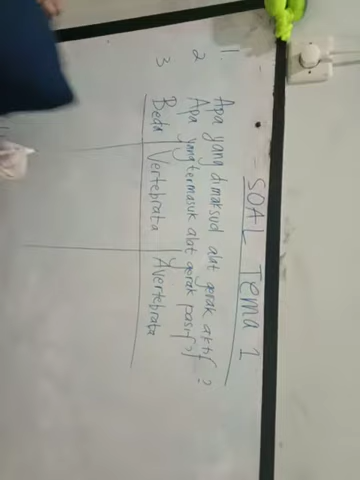 SOAL Tema 1
1. Apa yang dimaksud alat gerak aktif?
2 Apa yang termasuk alat gerak pasif?
3 Beda Vertebrata Avertebrata